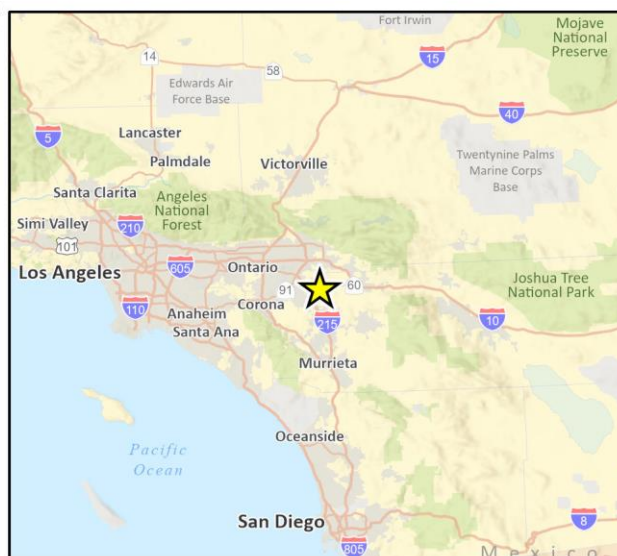 Fort Irwin
Mojave
National
Preserve
14
58
15
Edwards Air
Force Base
40
5
Lancaster
Palmdale
Victorville
Twentynine Palms
Marine Corps
Base
Santa Clarita
Angeles
National
Forest
Simi Valley
210
101
Los Angeles
605
Ontario
91
60
Joshua Tree
National Park
110
Corona
10
Anaheim
Santa Ana
215
Murrieta
Pacific
Ocean
Oceanside
San Diego
8
805
Mexico